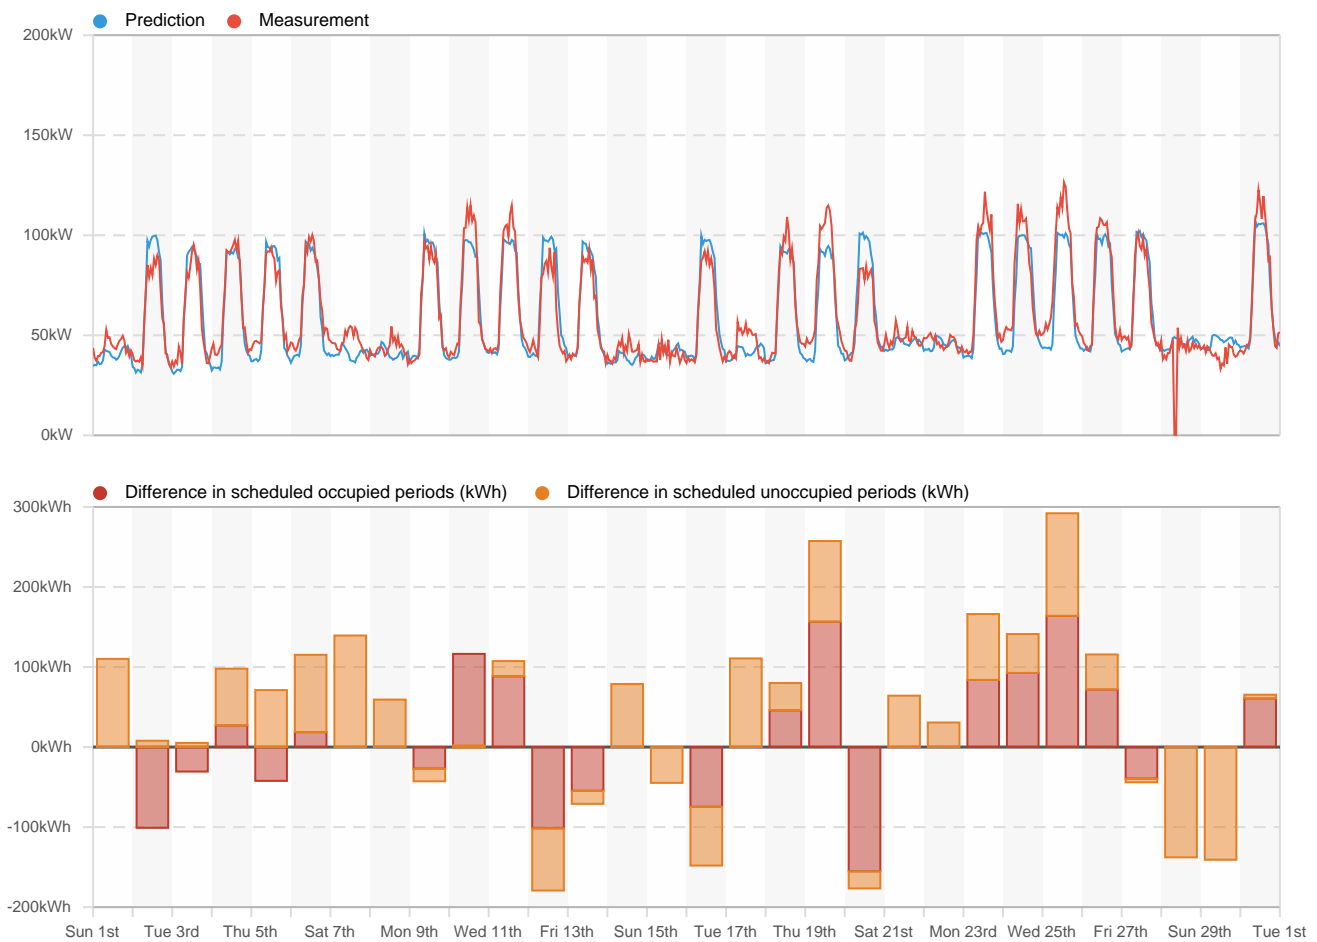 Prediction Measurement
200kW
150kW
100kW
50kW
0kW
Difference in scheduled occupied periods (kWh) Difference in scheduled unoccupied periods (kWh)
300kWh
200kWh
100kWh
0kWh
-100kWh
-200kWh
Sun 1st Tue 3rd Thu 5th Sat 7th Mon 9th Wed 11th Fri 13th Sun 15th Tue 17th Thu 19th Sat 21st Mon 23rd Wed 25th Fri 27th Sun 29th Tue 1st